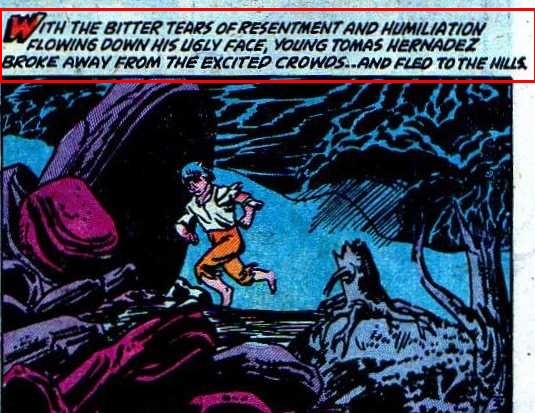 WITH THE BITTER TEARS OF RESENTMENT AND HUMILIATION
FLOWING DOWN HIS UGLY FACE, YOUNG TOMAS HERNADEZ
BROKE AWAY FROM THE EXCITED CROWDS...AND FLED TO THE HILLS.